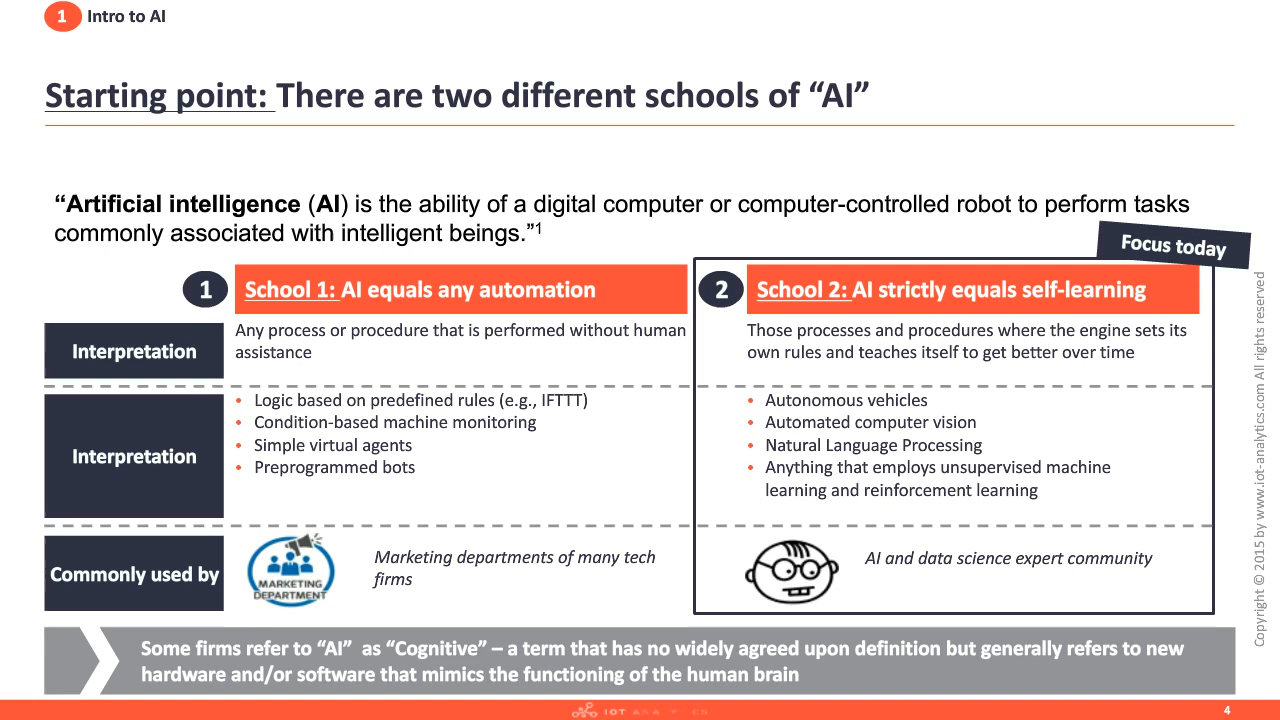 1 Intro to AI
Starting point: There are two different schools of “AI”
“Artificial intelligence (AI) is the ability of a digital computer or computer-controlled robot to perform tasks
commonly associated with intelligent beings.”1
Focus today
1 School 1: AI equals any automation
2 School 2: AI strictly equals self-learning
Interpretation
Any process or procedure that is performed without human
assistance
Those processes and procedures where the engine sets its
own rules and teaches itself to get better over time
Interpretation
• Logic based on predefined rules (e.g., IFTTT)
• Condition-based machine monitoring
• Simple virtual agents
• Preprogrammed bots
• Autonomous vehicles
• Automated computer vision
• Natural Language Processing
• Anything that employs unsupervised machine
learning and reinforcement learning
Commonly used by
MARKETING
DEPARTMENT
Marketing departments of many tech
firms
AI and data science expert community
Some firms refer to “AI” as “Cognitive” – a term that has no widely agreed upon definition but generally refers to new
hardware and/or software that mimics the functioning of the human brain
Copyright © 2015 by www.iot-analytics.com All rights reserved
IOT ANALYTICS
4